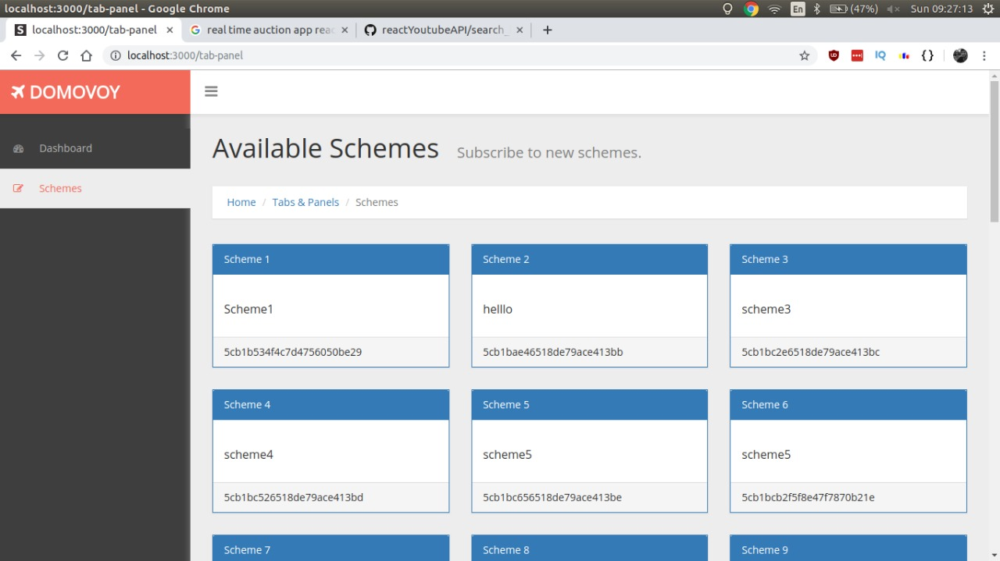 localhost:3000/tab-panel - Google Chrome
En
(47%)
Sun 09:27:13
localhost:3000/tab-panel
real time auction app reac
reactYoutubeAPI/search_
localhost:3000/tab-panel
IQ
DOMOVOY
Dashboard
Schemes
Available Schemes Subscribe to new schemes.
Home / Tabs & Panels / Schemes
Scheme 1
Scheme1
5cb1b534f4c7d4756050be29
Scheme 2
helllo
5cb1bae46518de79ace413bb
Scheme 3
scheme3
5cb1bc2e6518de79ace413bc
Scheme 4
scheme4
5cb1bc526518de79ace413bd
Scheme 5
scheme5
5cb1bc656518de79ace413be
Scheme 6
scheme5
5cb1bcb2f5f8e47f7870b21e
Scheme 7
Scheme 8
Scheme 9